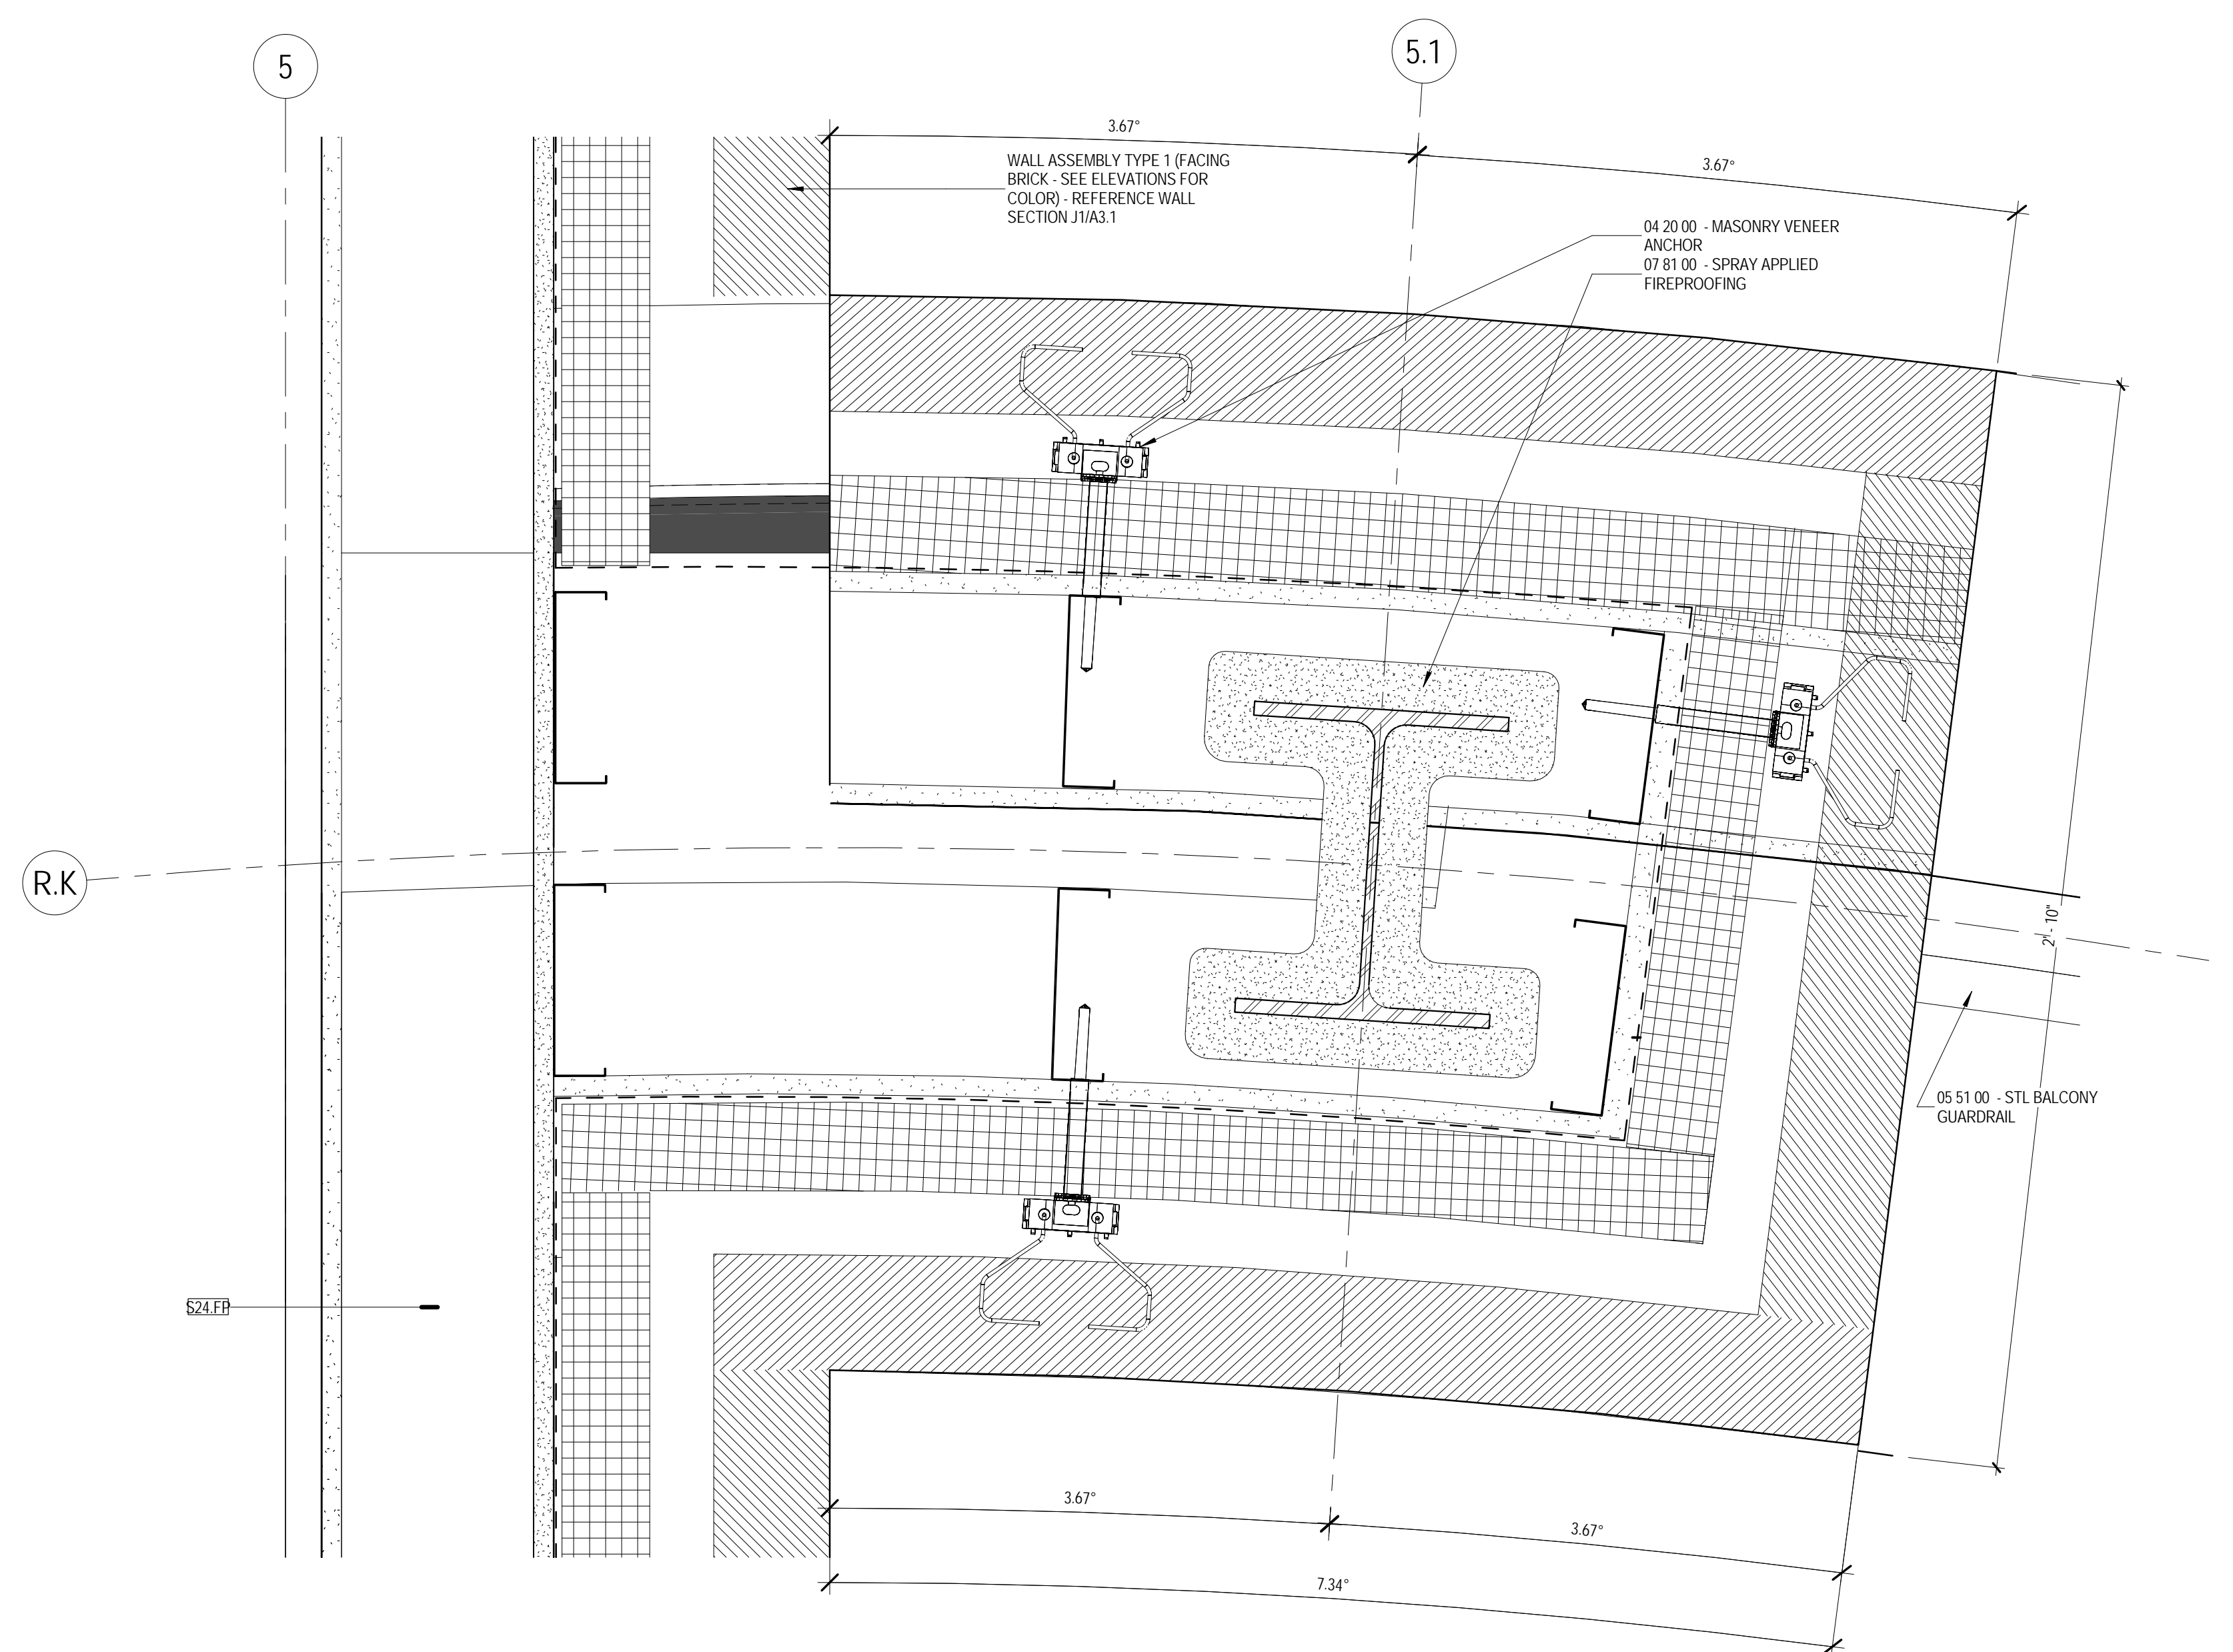 5
5.1
3.67°
3.67°
WALL ASSEMBLY TYPE 1 (FACING
BRICK - SEE ELEVATIONS FOR
COLOR) - REFERENCE WALL
SECTION J1/A3.1
04 20 00 - MASONRY VENEER
ANCHOR
07 81 00 - SPRAY APPLIED
FIREPROOFING
R.K
2' - 10"
05 51 00 - STL BALCONY
GUARDRAIL
S24.FP
3.67°
3.67°
7.34°